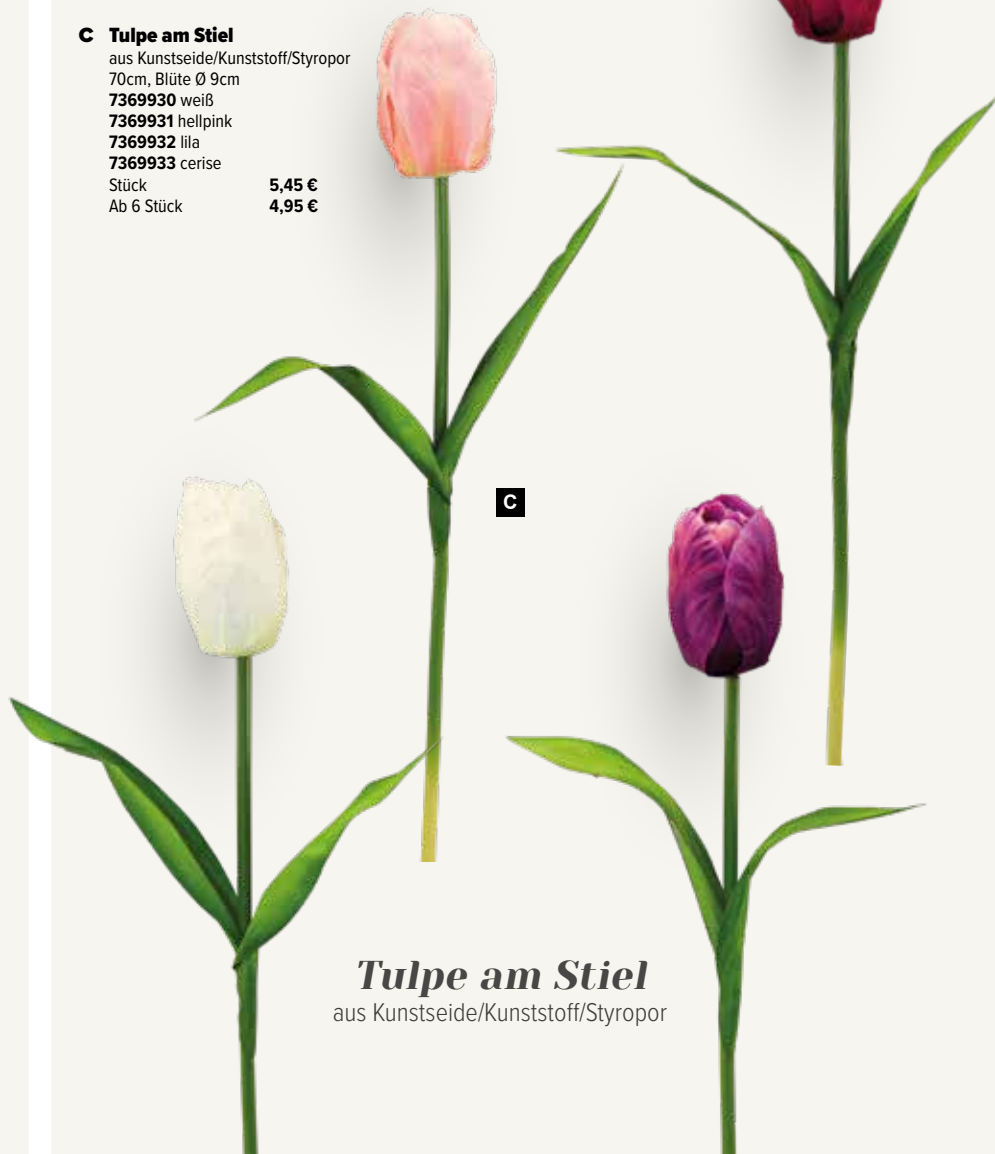 C Tulpe am Stiel
aus Kunstseide/Kunststoff/Styropor
70cm, Blüte Ø 9cm
7369930 weiß
7369931 hellpink
7369932 lila
7369933 cerise
Stück 5,45 €
Ab 6 Stück 4,95 €
C
Tulpe am Stiel
aus Kunstseide/Kunststoff/Styropor